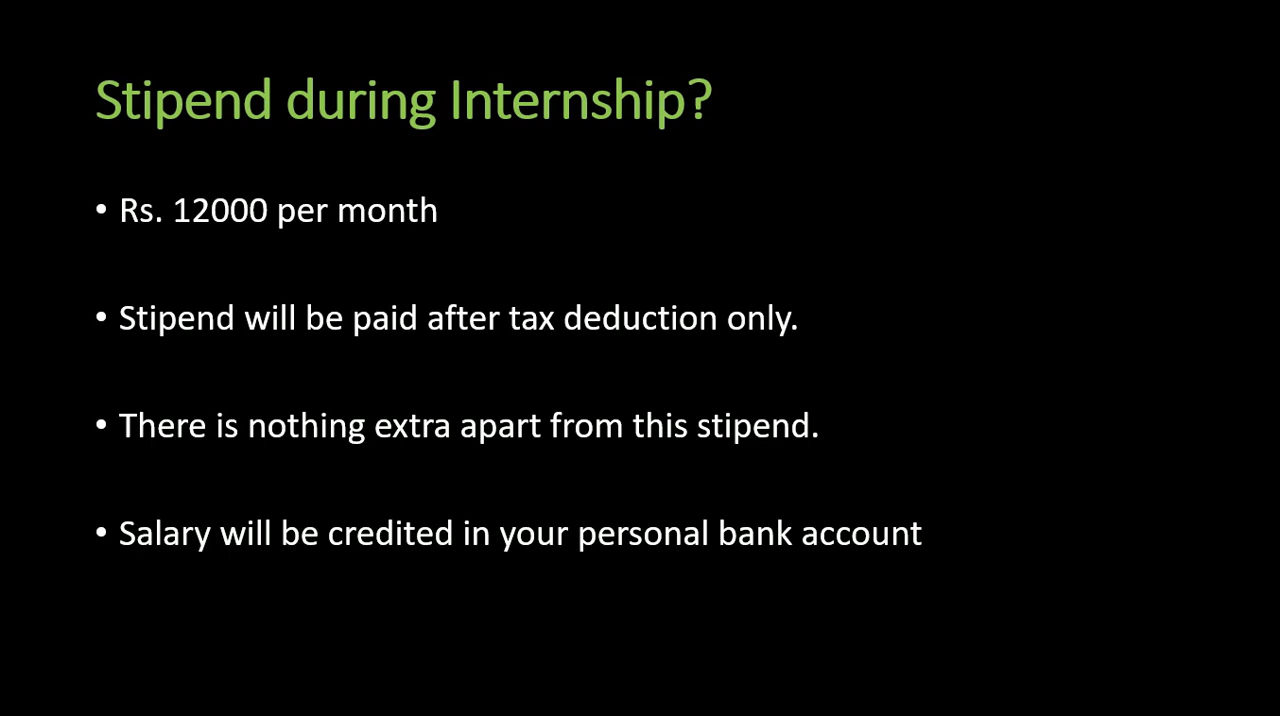 Stipend during Internship?
• Rs. 12000 per month
• Stipend will be paid after tax deduction only.
• There is nothing extra apart from this stipend.
• Salary will be credited in your personal bank account